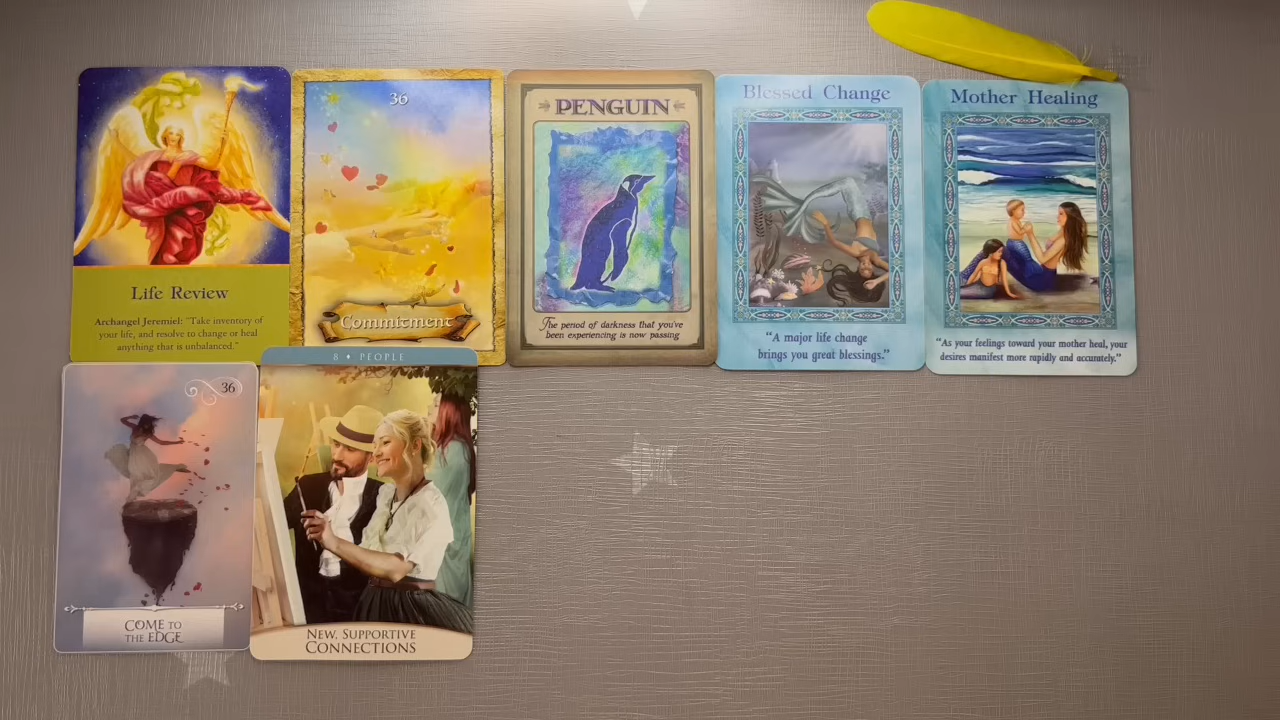 Life Review
Archangel Jeremiel: "Take inventory of
your life, and resolve to change or heal
anything that is unbalanced."
36
Commitment
PENGUIN
The period of darkness that you've
been experiencing is now passing
Blessed Change
"A major life change
brings you great blessings."
Mother Healing
"As your feelings toward your mother heal, your
desires manifest more rapidly and accurately."
36
COME TO
THE EDGE
8 • PEOPLE
NEW, SUPPORTIVE
CONNECTIONS